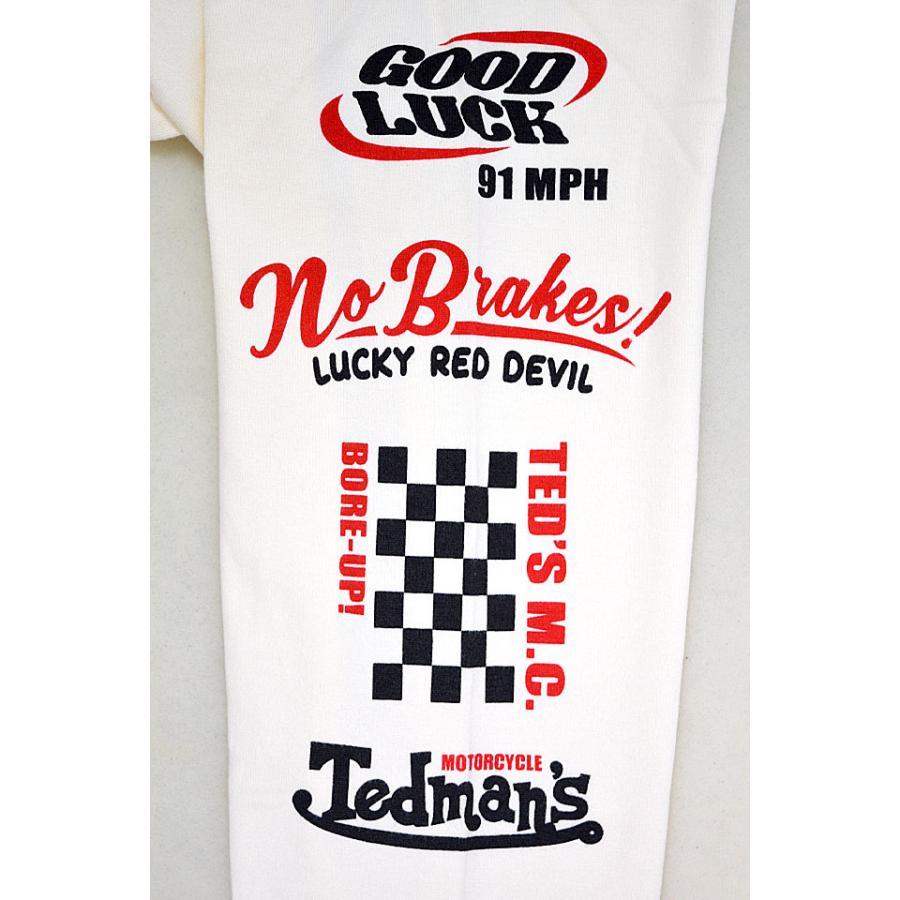 GOOD
LUCK
91 MPH
No Brakes!
LUCKY RED DEVIL
BORE-UP!
TED'S M.C.
MOTORCYCLE
Tedman's